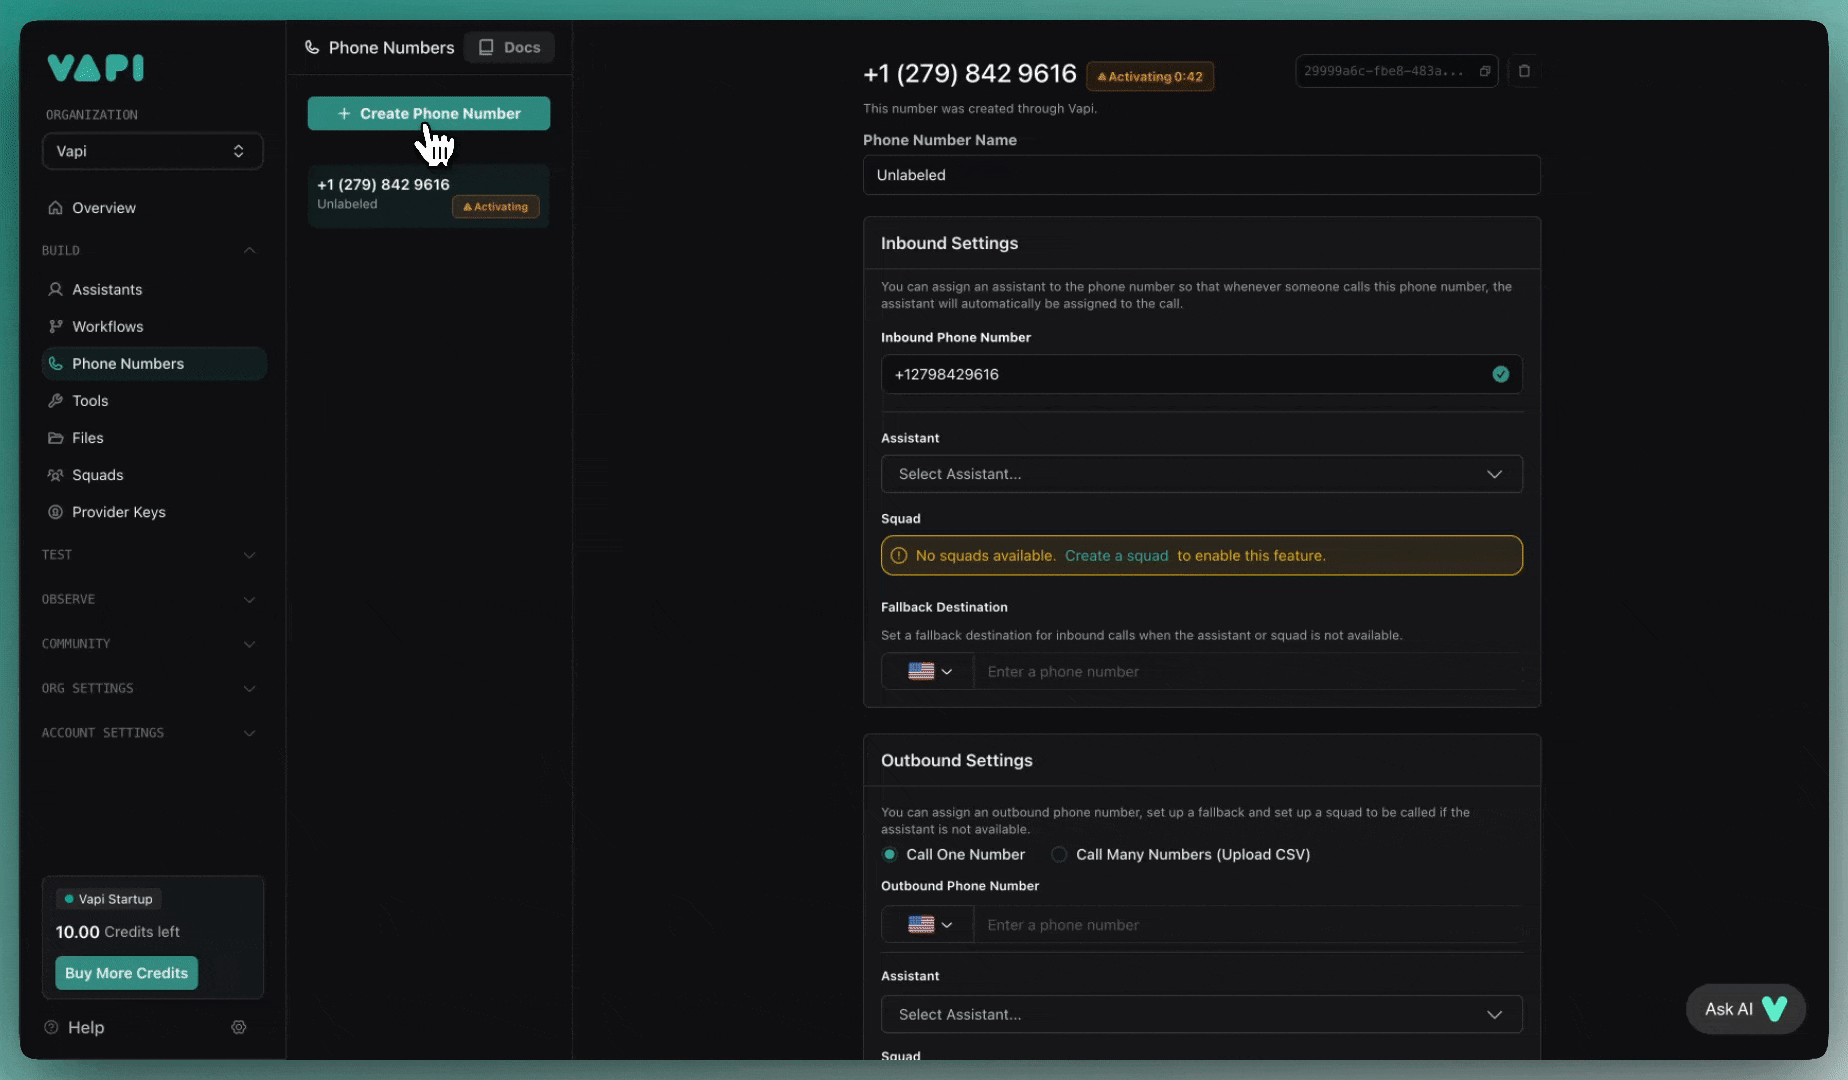 VAPI
ORGANIZATION
Vapi
Overview
BUILD
Assistants
Workflows
Phone Numbers
Tools
Files
Squads
Provider Keys
TEST
OBSERVE
COMMUNITY
ORG SETTINGS
ACCOUNT SETTINGS
Vapi Startup
10.00 Credits left
Buy More Credits
Help
Phone Numbers
Docs
+ Create Phone Number
+1 (279) 842 9616
Unlabeled
Activating
+1 (279) 842 9616
Activating 0:42
29999a6c-fbe8-483a...
This number was created through Vapi.
Phone Number Name
Unlabeled
Inbound Settings
You can assign an assistant to the phone number so that whenever someone calls this phone number, the
assistant will automatically be assigned to the call.
Inbound Phone Number
+12798429616
Assistant
Select Assistant...
Squad
No squads available. Create a squad to enable this feature.
Fallback Destination
Set a fallback destination for inbound calls when the assistant or squad is not available.
Enter a phone number
Outbound Settings
You can assign an outbound phone number, set up a fallback and set up a squad to be called if the
assistant is not available.
Call One Number
Call Many Numbers (Upload CSV)
Outbound Phone Number
Enter a phone number
Assistant
Select Assistant...
Squad
Ask AI